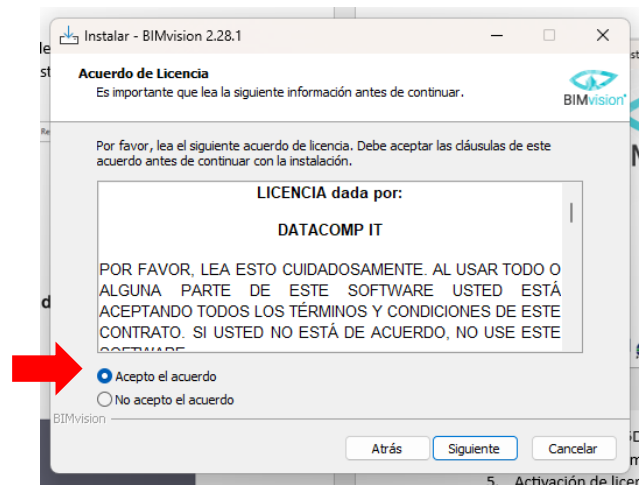 Instalar - BIMvision 2.28.1
Acuerdo de Licencia
Es importante que lea la siguiente información antes de continuar.
BIMvision
Por favor, lea el siguiente acuerdo de licencia. Debe aceptar las cláusulas de este
acuerdo antes de continuar con la instalación.
LICENCIA dada por:
DATACOMP IT
POR FAVOR, LEA ESTO CUIDADOSAMENTE. AL USAR TODO O
ALGUNA PARTE DE ESTE SOFTWARE USTED ESTÁ
ACEPTANDO TODOS LOS TÉRMINOS Y CONDICIONES DE ESTE
CONTRATO. SI USTED NO ESTÁ DE ACUERDO, NO USE ESTE
SOFTWARE
Acepto el acuerdo
No acepto el acuerdo
BIMvision
Atrás Siguiente Cancelar
5. Activación de licen